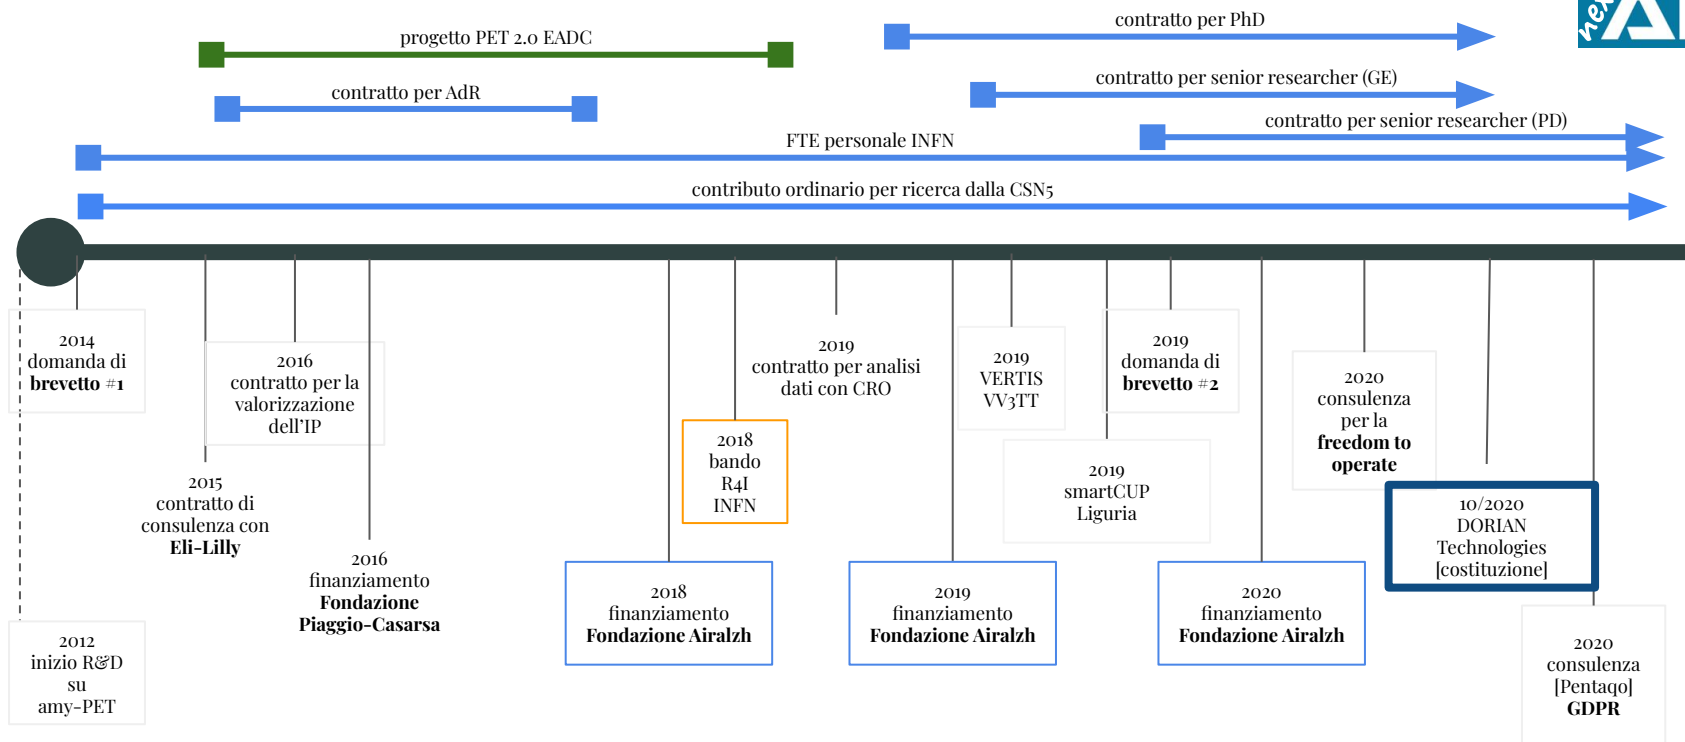 contratto per PhD
progetto PET 2.0 EADC
contratto per senior researcher (GE)
contratto per AdR
contratto per senior researcher (PD)
FTE personale INFN
contributo ordinario per ricerca dalla CSN5
2014
domanda di
brevetto #1
2012
inizio R&D
su
amy-PET
2015
contratto di
consulenza con
Eli-Lilly
2016
contratto per la
valorizzazione
dell'IP
2016
finanziamento
Fondazione
Piaggio-Casarsa
2018
finanziamento
Fondazione Airalzh
2018
bando
R4I
INFN
2019
contratto per analisi
dati con CRO
2019
finanziamento
Fondazione Airalzh
2019
VERTIS
VV3TT
2019
smartCUP
Liguria
2019
domanda di
brevetto #2
2020
finanziamento
Fondazione Airalzh
2020
consulenza
per la
freedom to
operate
10/2020
DORIAN
Technologies
[costituzione]
2020
consulenza
[Pentaqo]
GDPR